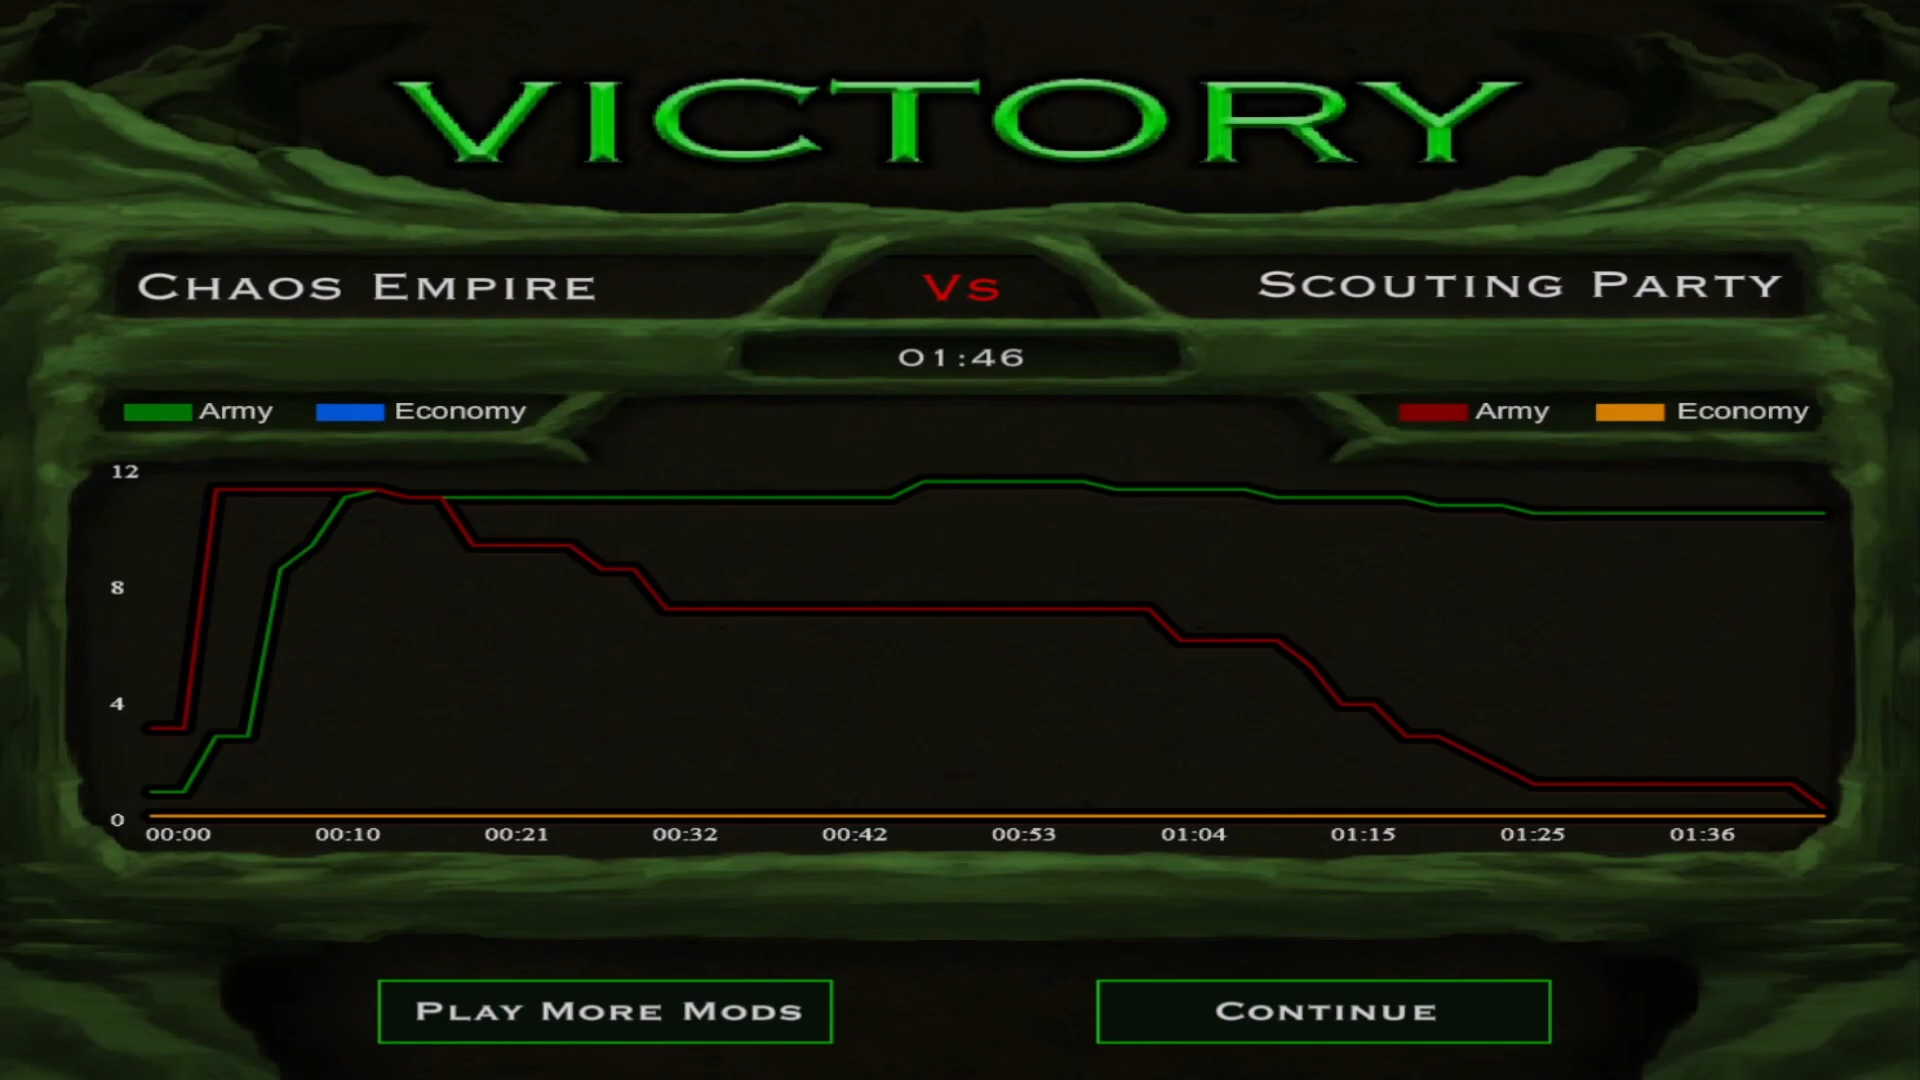 VICTORY
CHAOS EMPIRE
Vs
SCOUTING PARTY
01:46
Army Economy
Army Economy
12
8
4
0
00:00 00:10 00:21 00:32 00:42 00:53 01:04 01:15 01:25 01:36
PLAY MORE MODS
CONTINUE